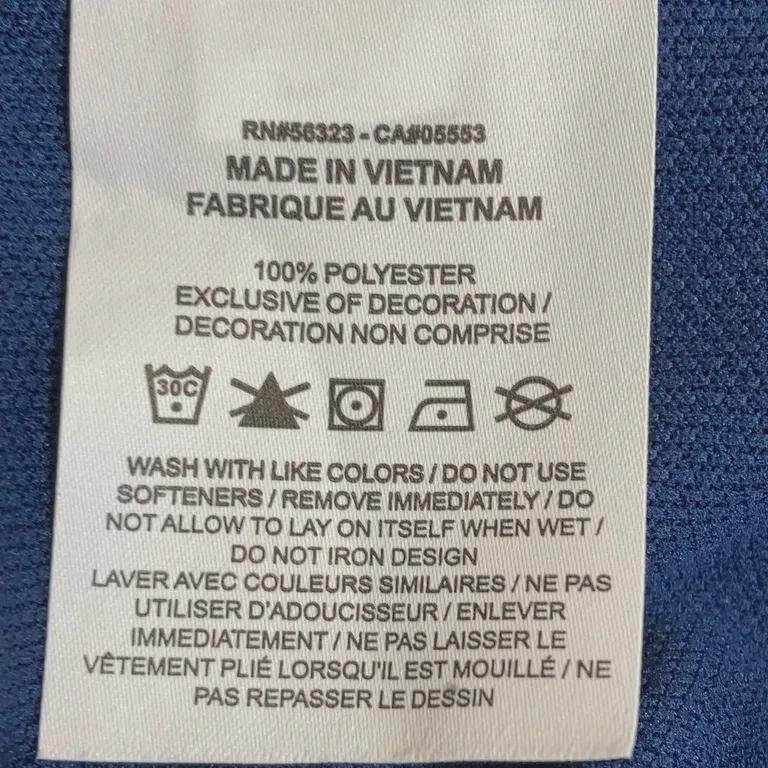 RN#56323 - CA#05553
MADE IN VIETNAM
FABRIQUE AU VIETNAM
100% POLYESTER
EXCLUSIVE OF DECORATION /
DECORATION NON COMPRISE
30C
WASH WITH LIKE COLORS / DO NOT USE
SOFTENERS / REMOVE IMMEDIATELY / DO
NOT ALLOW TO LAY ON ITSELF WHEN WET /
DO NOT IRON DESIGN
LAVER AVEC COULEURS SIMILAIRES / NE PAS
UTILISER D'ADOUCISSEUR / ENLEVER
IMMEDIATEMENT / NE PAS LAISSER LE
VÊTEMENT PLIÉ LORSQU'IL EST MOUILLÉ / NE
PAS REPASSER LE DESSIN